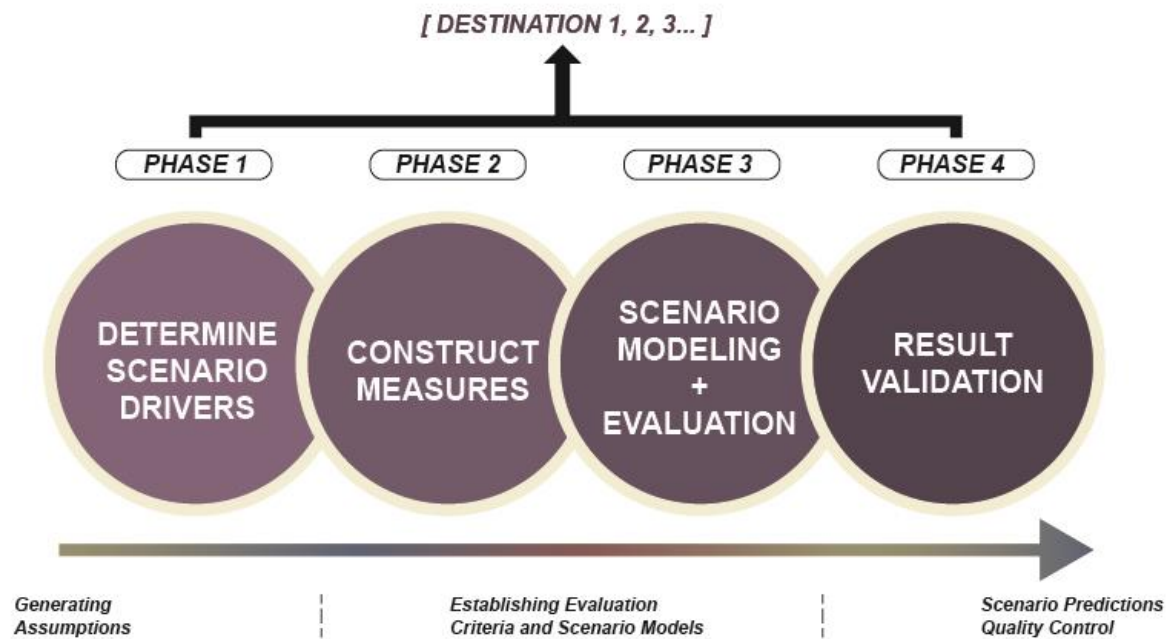 [ DESTINATION 1, 2, 3... ]
PHASE 1
PHASE 2
PHASE 3
PHASE 4
DETERMINE
SCENARIO
DRIVERS
CONSTRUCT
MEASURES
SCENARIO
MODELING
+
EVALUATION
RESULT
VALIDATION
Generating
Assumptions
Establishing Evaluation
Criteria and Scenario Models
Scenario Predictions
Quality Control